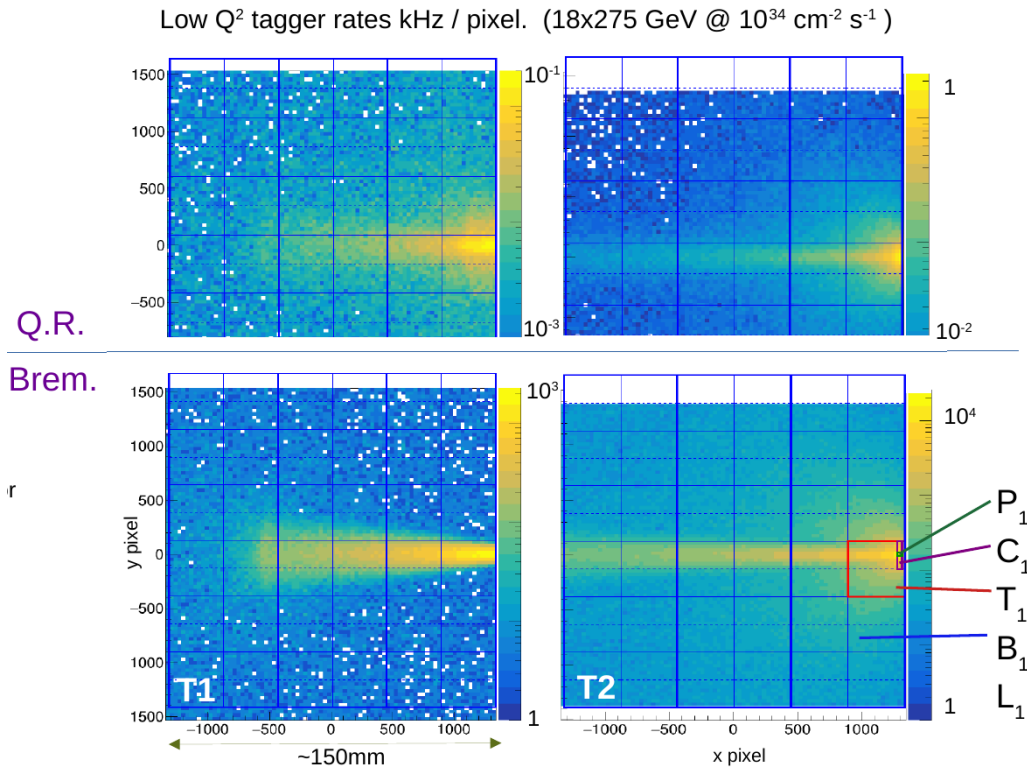 Low Q² tagger rates kHz / pixel. (18x275 GeV @ 10³⁴ cm⁻² s⁻¹ )
1500
1000
500
0
−500
10⁻¹
10⁻³
1
10⁻²
Q.R.
Brem.
or
1500
1000
500
0
−500
1000
1500
y pixel
T1
10³
1
T2
10⁴
1
P₁
C₁
T₁
B₁
L₁
−1000 −500 0 500 1000
−1000 −500 0 500 1000
~150mm
x pixel